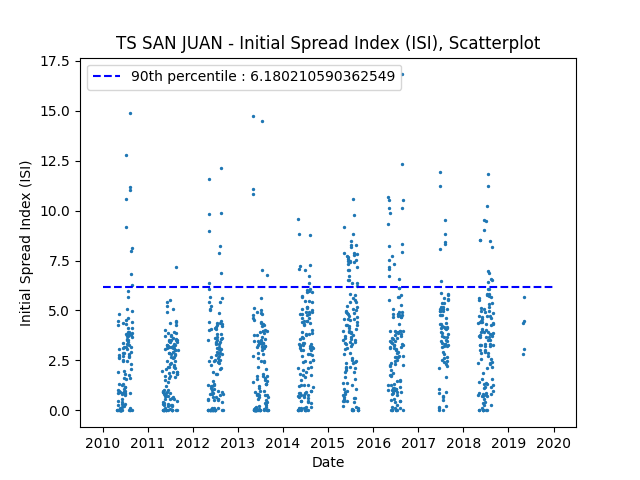 TS SAN JUAN - Initial Spread Index (ISI), Scatterplot
90th percentile : 6.180210590362549
17.5
15.0
12.5
10.0
7.5
5.0
2.5
0.0
Initial Spread Index (ISI)
2010 2011 2012 2013 2014 2015 2016 2017 2018 2019 2020
Date